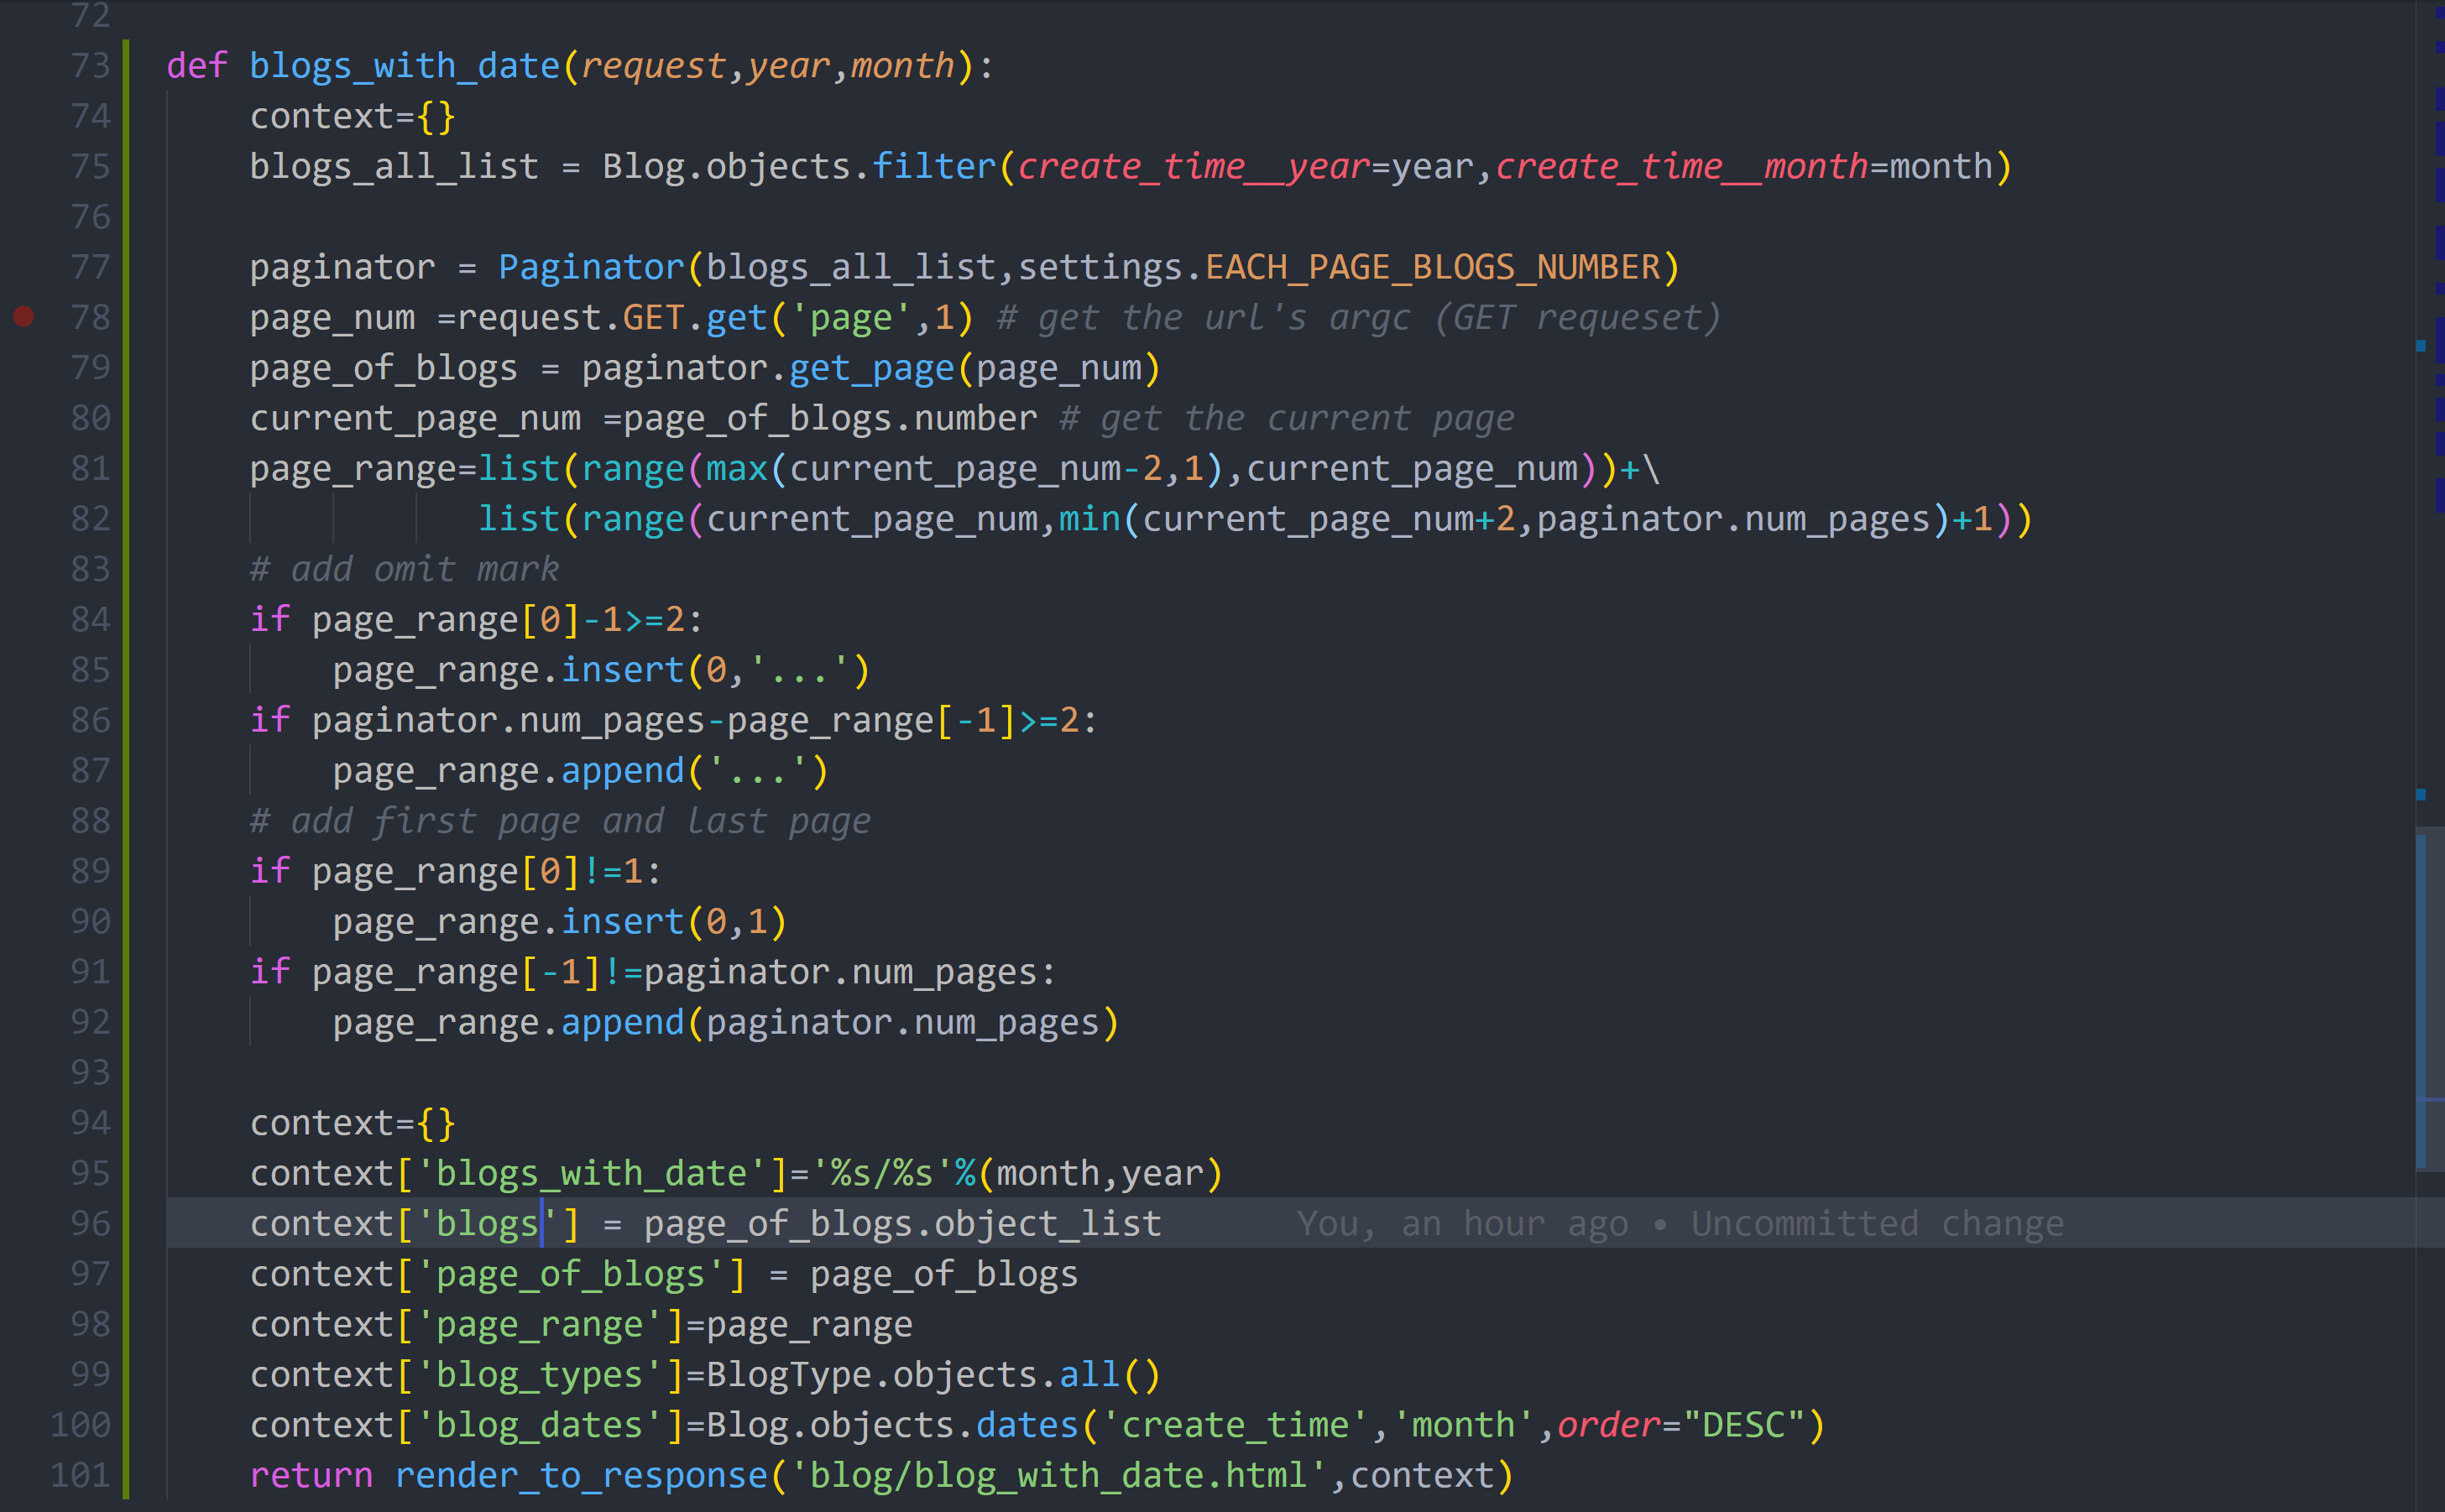 72
73 def blogs_with_date(request,year,month):
74     context={}
75     blogs_all_list = Blog.objects.filter(create_time__year=year,create_time__month=month)
76
77     paginator = Paginator(blogs_all_list,settings.EACH_PAGE_BLOGS_NUMBER)
78     page_num =request.GET.get('page',1) # get the url's argc (GET requeset)
79     page_of_blogs = paginator.get_page(page_num)
80     current_page_num =page_of_blogs.number # get the current page
81     page_range=list(range(max(current_page_num-2,1),current_page_num))+\
82                list(range(current_page_num,min(current_page_num+2,paginator.num_pages)+1))
83     # add omit mark
84     if page_range[0]-1>=2:
85         page_range.insert(0,'...')
86     if paginator.num_pages-page_range[-1]>=2:
87         page_range.append('...')
88     # add first page and last page
89     if page_range[0]!=1:
90         page_range.insert(0,1)
91     if page_range[-1]!=paginator.num_pages:
92         page_range.append(paginator.num_pages)
93
94     context={}
95     context['blogs_with_date']='%s/%s'%(month,year)
96     context['blogs'] = page_of_blogs.object_list      You, an hour ago • Uncommitted change
97     context['page_of_blogs'] = page_of_blogs
98     context['page_range']=page_range
99     context['blog_types']=BlogType.objects.all()
100     context['blog_dates']=Blog.objects.dates('create_time','month',order="DESC")
101     return render_to_response('blog/blog_with_date.html',context)